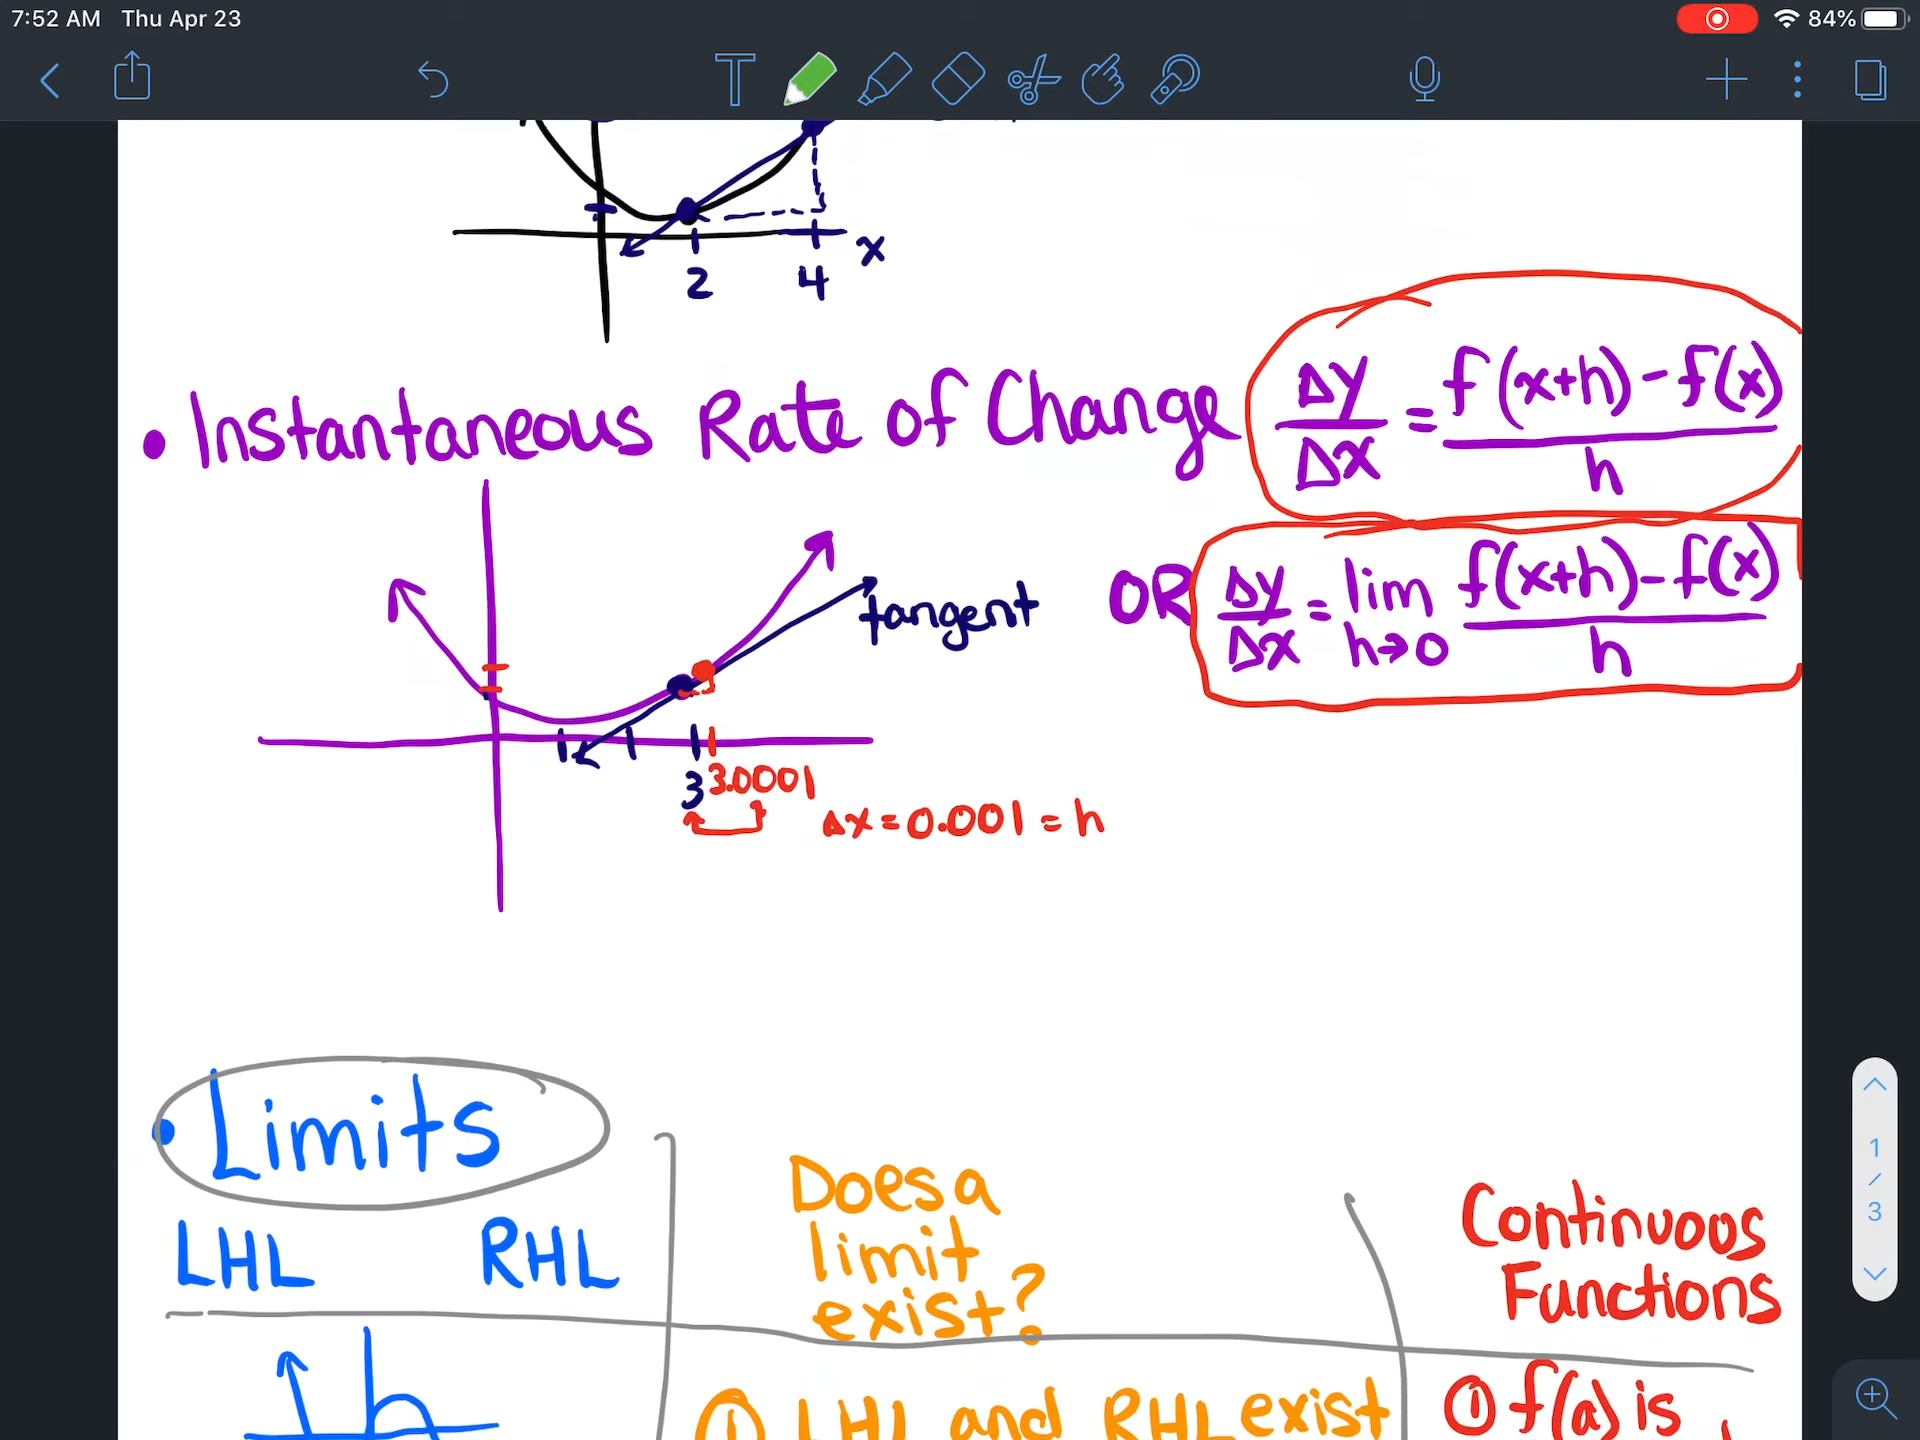 7:52 AM Thu Apr 23
84%
T
2
4
x
• Instantaneous Rate of Change
Δy/Δx = f(x+h)-f(x)/h
OR Δy/Δx = lim h→0 f(x+h)-f(x)/h
tangent
3 3.0001
Δx = 0.001 = h
• Limits
LHL RHL
Does a
limit
exist?
Continuous
Functions
① LHL and RHL exist
① f(a) is
1
/
3